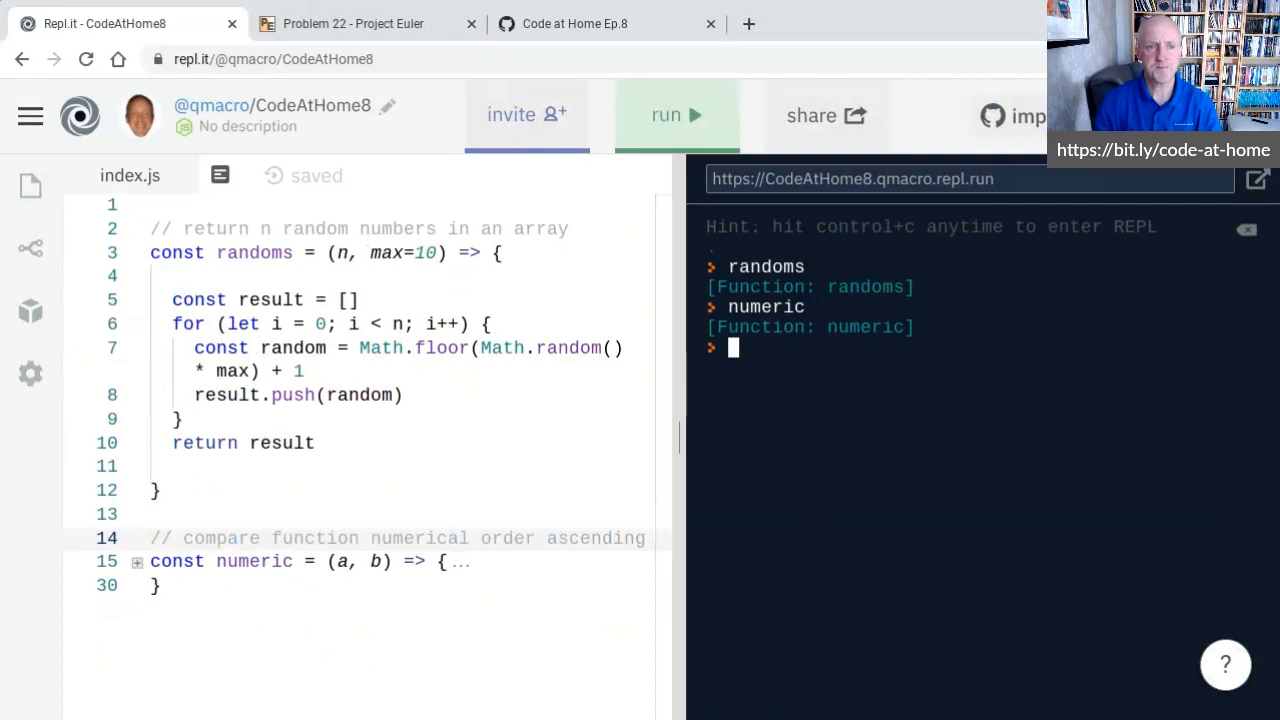 Repl.it - CodeAtHome8
Problem 22 - Project Euler
Code at Home Ep.8
repl.it/@qmacro/CodeAtHome8
@qmacro/CodeAtHome8
No description
invite
run
share
imp
https://bit.ly/code-at-home
index.js
saved
https://CodeAtHome8.qmacro.repl.run
1
2 // return n random numbers in an array
3 const randoms = (n, max=10) => {
4
5 const result = []
6 for (let i = 0; i < n; i++) {
7 const random = Math.floor(Math.random()
* max) + 1
8 result.push(random)
9 }
10 return result
11
12 }
13
14 // compare function numerical order ascending
15 const numeric = (a, b) => {...
30 }
Hint: hit control+c anytime to enter REPL
.
> randoms
[Function: randoms]
> numeric
[Function: numeric]
>
?